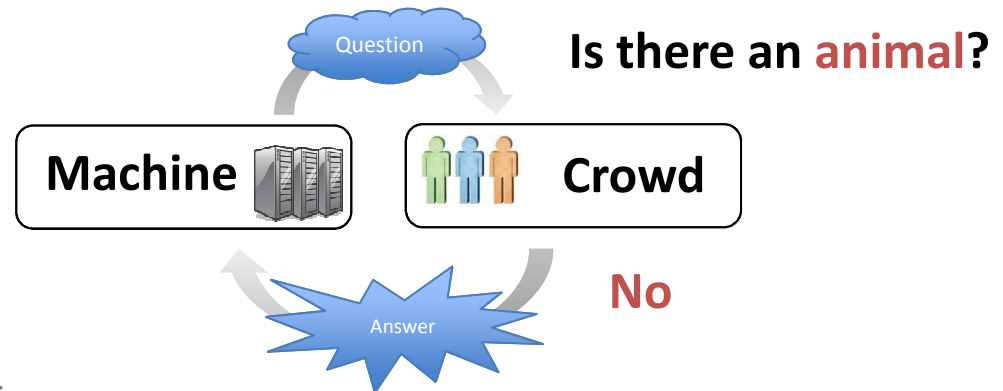 Question
Is there an animal?
Machine
Crowd
No
Answer